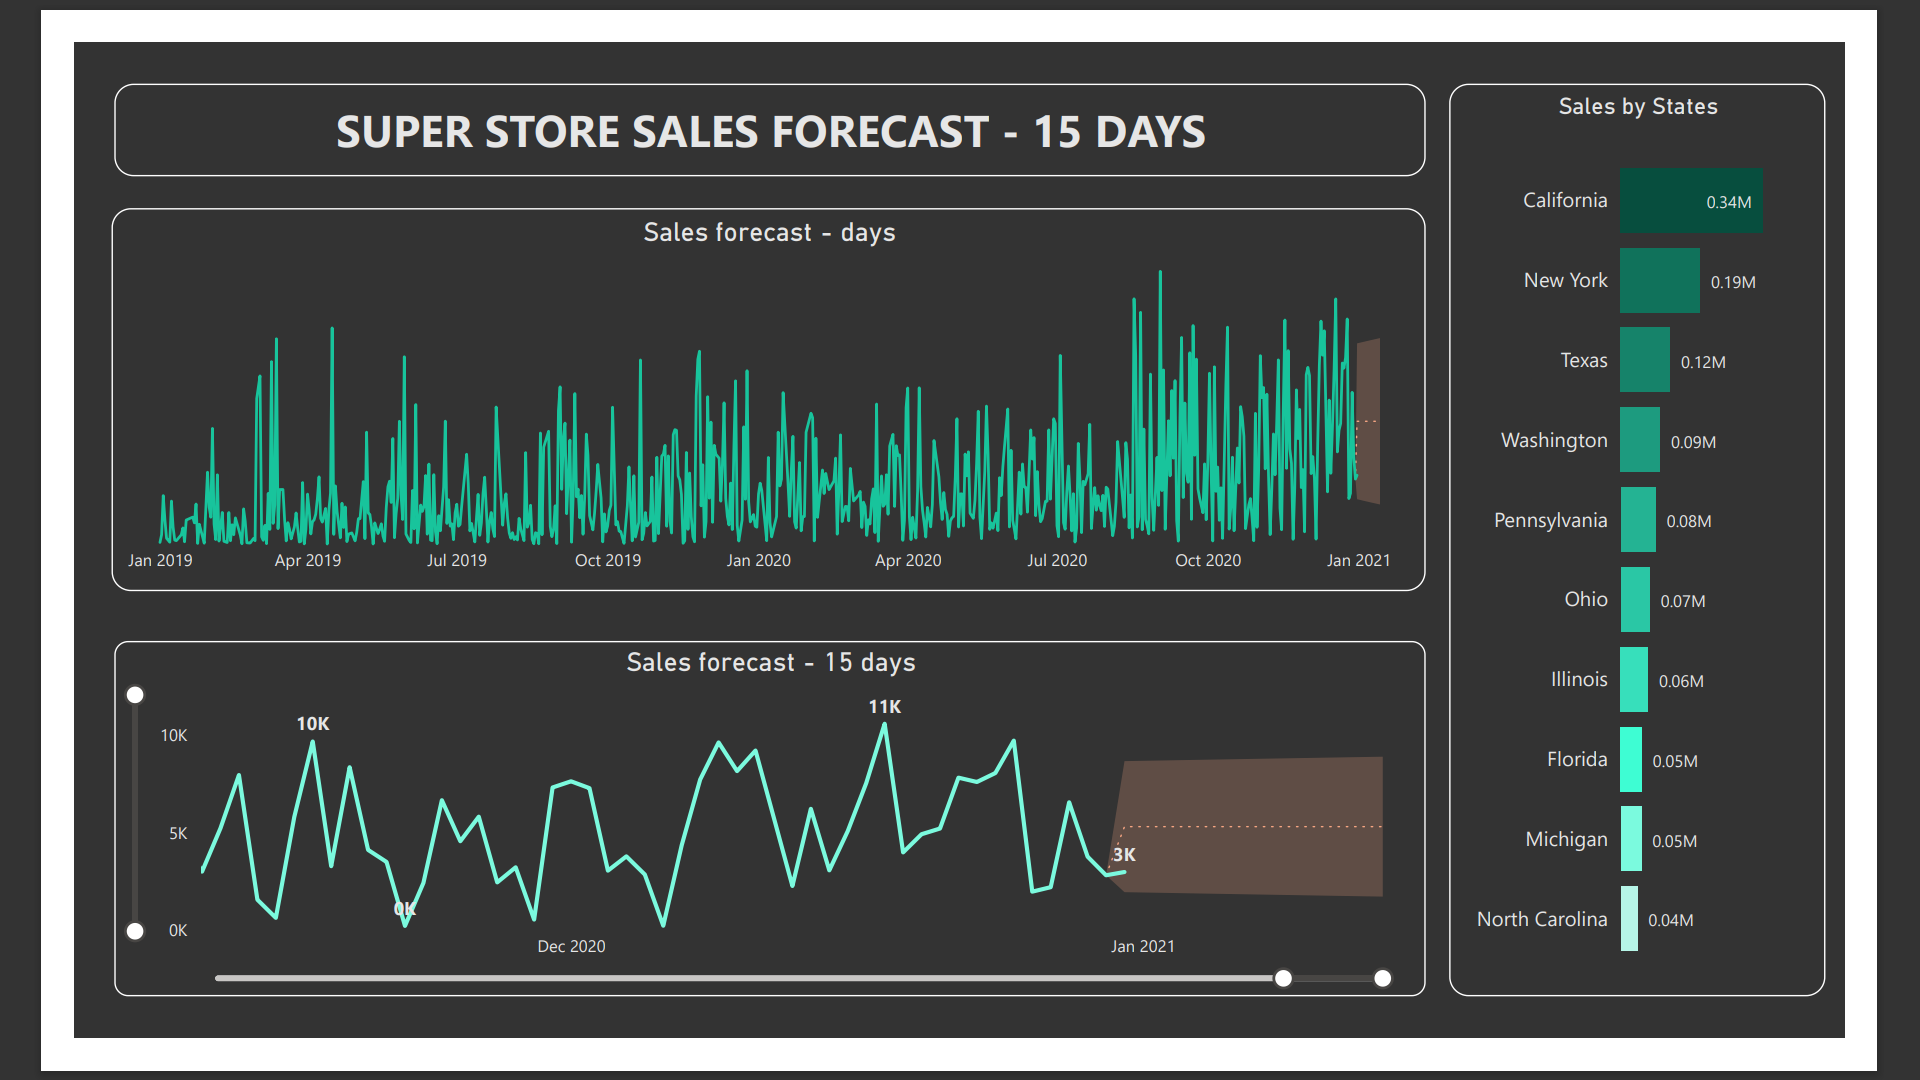 SUPER STORE SALES FORECAST - 15 DAYS
Sales forecast - days
Jan 2019 Apr 2019 Jul 2019 Oct 2019 Jan 2020 Apr 2020 Jul 2020 Oct 2020 Jan 2021
Sales forecast - 15 days
11K
10K
10K
5K
3K
0K
0K
Dec 2020 Jan 2021
Sales by States
California 0.34M
New York 0.19M
Texas 0.12M
Washington 0.09M
Pennsylvania 0.08M
Ohio 0.07M
Illinois 0.06M
Florida 0.05M
Michigan 0.05M
North Carolina 0.04M